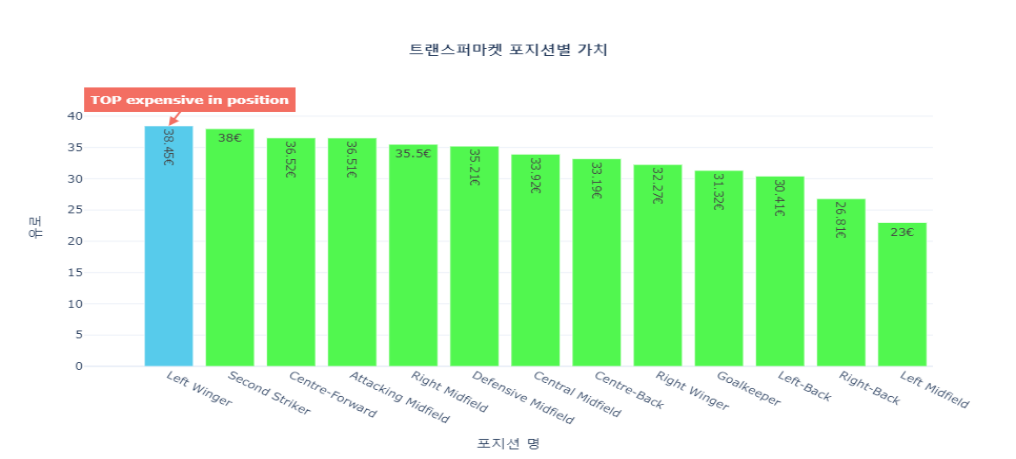 트랜스퍼마켓 포지션별 가치
TOP expensive in position
유로
40
35
30
25
20
15
10
5
0
38.45€
38€
36.52€
36.51€
35.5€
35.21€
33.92€
33.19€
32.27€
31.32€
30.41€
26.81€
23€
Left Winger
Second Striker
Centre-Forward
Attacking Midfield
Right Midfield
Defensive Midfield
Central Midfield
Centre-Back
Right Winger
Goalkeeper
Left-Back
Right-Back
Left Midfield
포지션 명